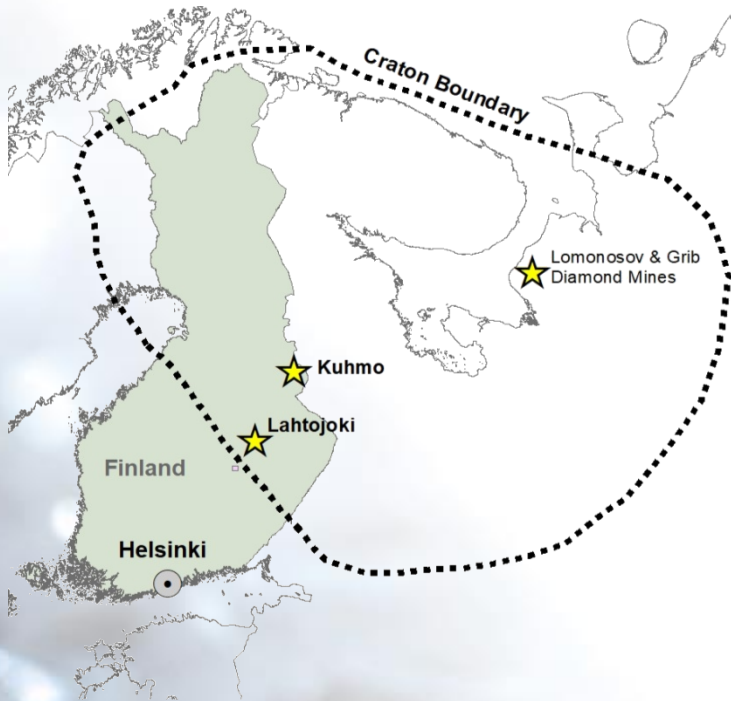 Craton Boundary
Lomonosov & Grib
Diamond Mines
Kuhmo
Lahtojoki
Finland
Helsinki